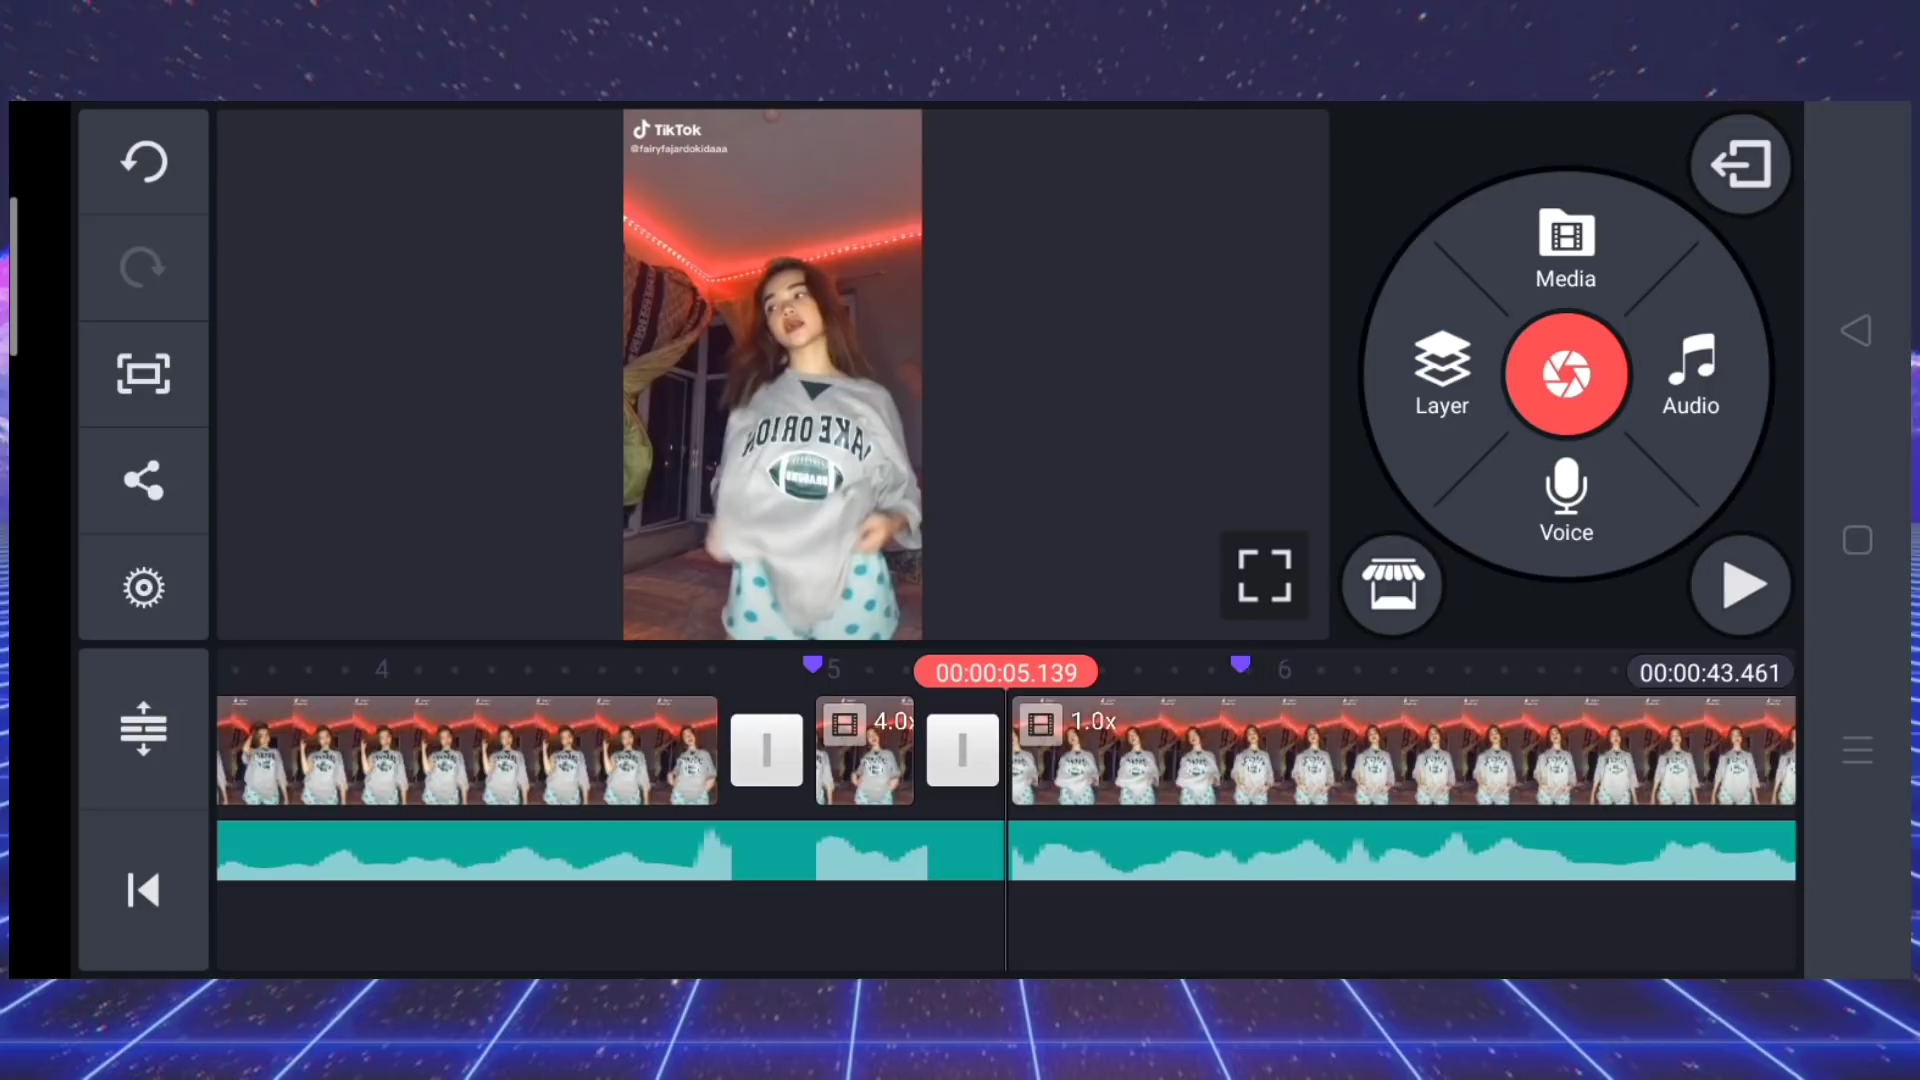 TikTok
@fairyfajardokidaaa
Media
Layer
Audio
Voice
4
5
00:00:05.139
6
00:00:43.461
4.0x
1.0x